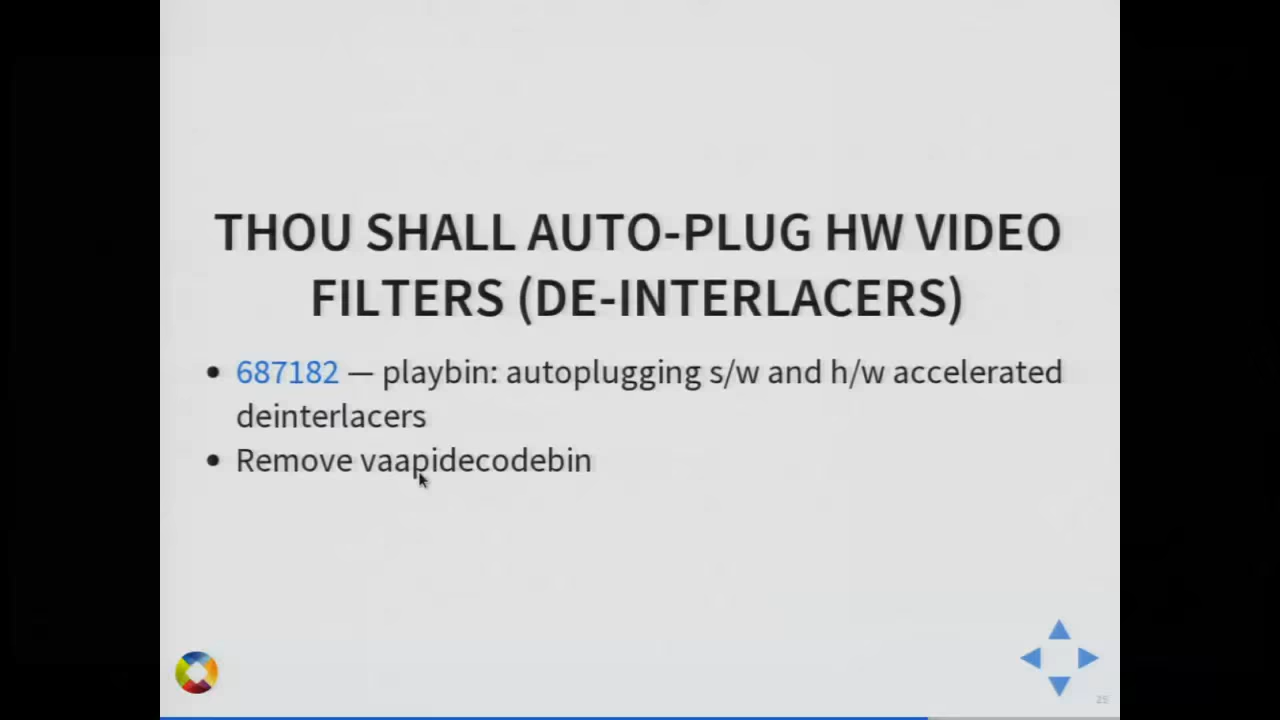 THOU SHALL AUTO-PLUG HW VIDEO
FILTERS (DE-INTERLACERS)
687182 — playbin: autoplugging s/w and h/w accelerated
deinterlacers
Remove vaapidecodebin